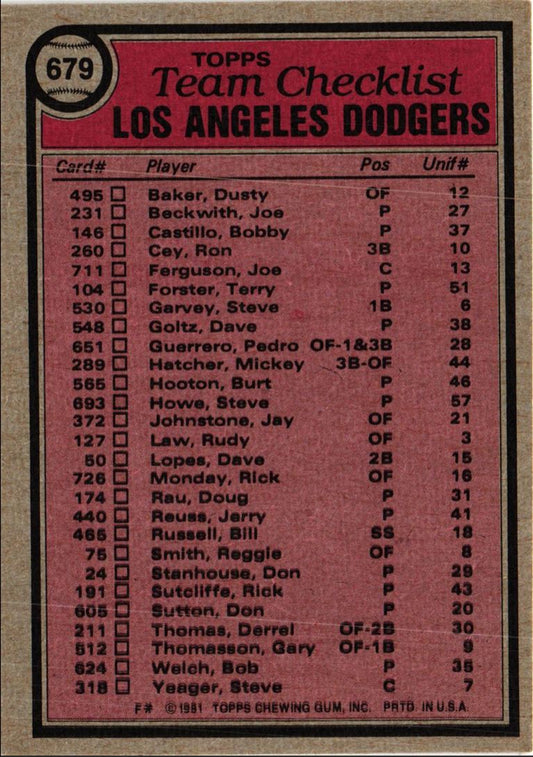 679
TOPPS
Team Checklist
LOS ANGELES DODGERS
Card# Player Pos Unif#
495 Baker, Dusty OF 12
231 Beckwith, Joe P 27
146 Castillo, Bobby P 37
260 Cey, Ron 3B 10
711 Ferguson, Joe C 13
104 Forster, Terry P 51
530 Garvey, Steve 1B 6
548 Goltz, Dave P 38
651 Guerrero, Pedro OF-1&3B 28
289 Hatcher, Mickey 3B-OF 44
565 Hooton, Burt P 46
693 Howe, Steve P 57
372 Johnstone, Jay OF 21
127 Law, Rudy OF 3
50 Lopes, Dave 2B 15
726 Monday, Rick OF 16
174 Rau, Doug P 31
440 Reuss, Jerry P 41
465 Russell, Bill SS 18
75 Smith, Reggie OF 8
24 Stanhouse, Don P 29
191 Sutcliffe, Rick P 43
605 Sutton, Don P 20
211 Thomas, Derrel OF-2B 30
512 Thomasson, Gary OF-1B 9
624 Welch, Bob P 35
318 Yeager, Steve C 7
F# © 1981 TOPPS CHEWING GUM, INC. PRTD. IN U.S.A.